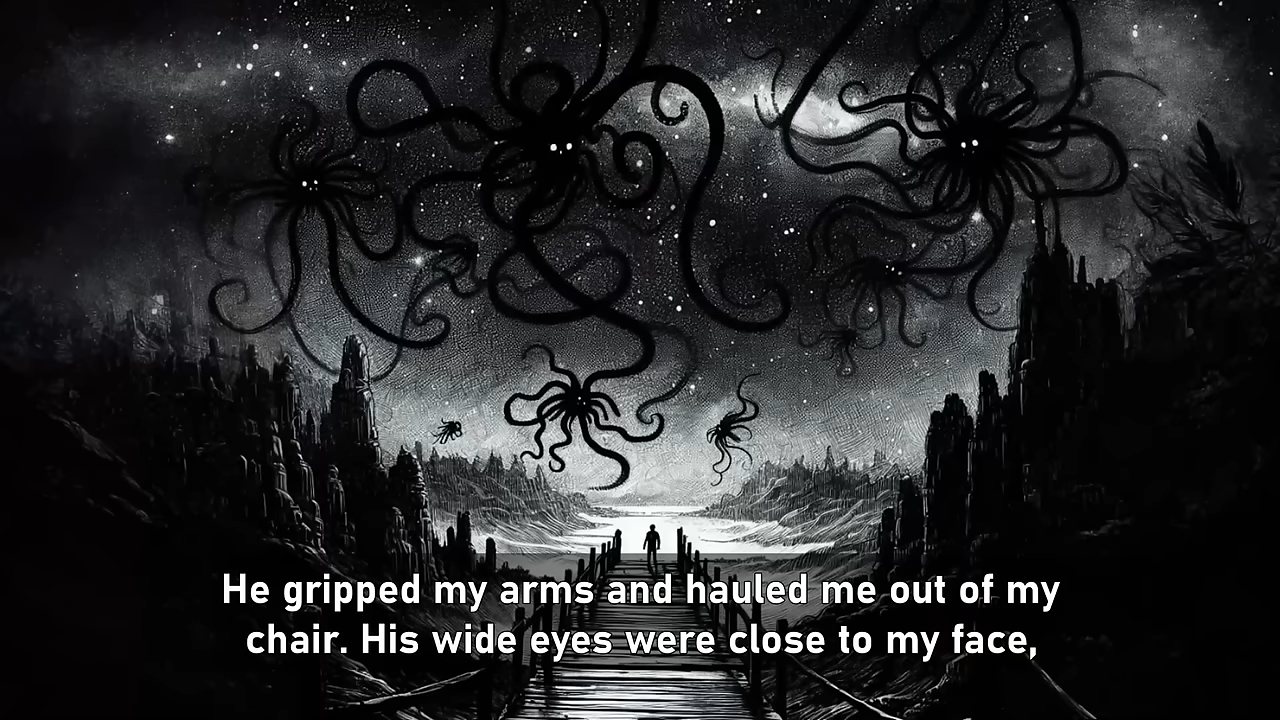 He gripped my arms and hauled me out of my
chair. His wide eyes were close to my face,